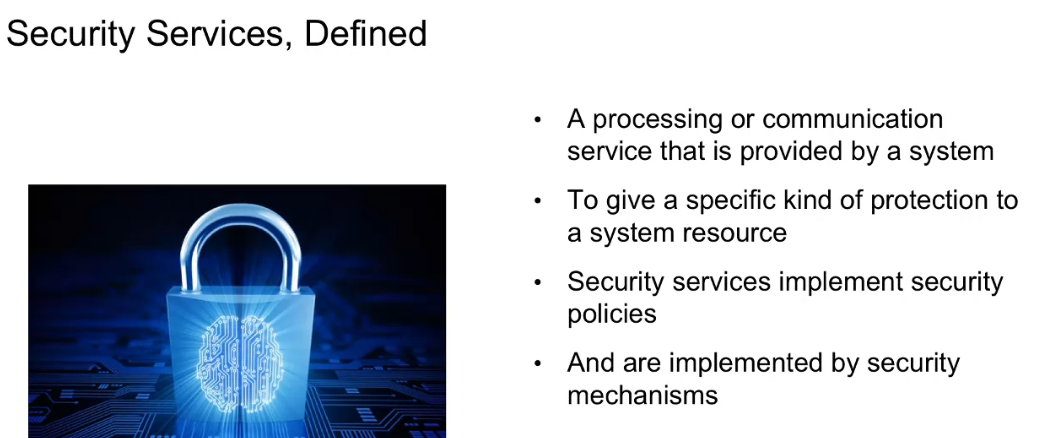 Security Services, Defined
• A processing or communication
service that is provided by a system
• To give a specific kind of protection to
a system resource
• Security services implement security
policies
• And are implemented by security
mechanisms